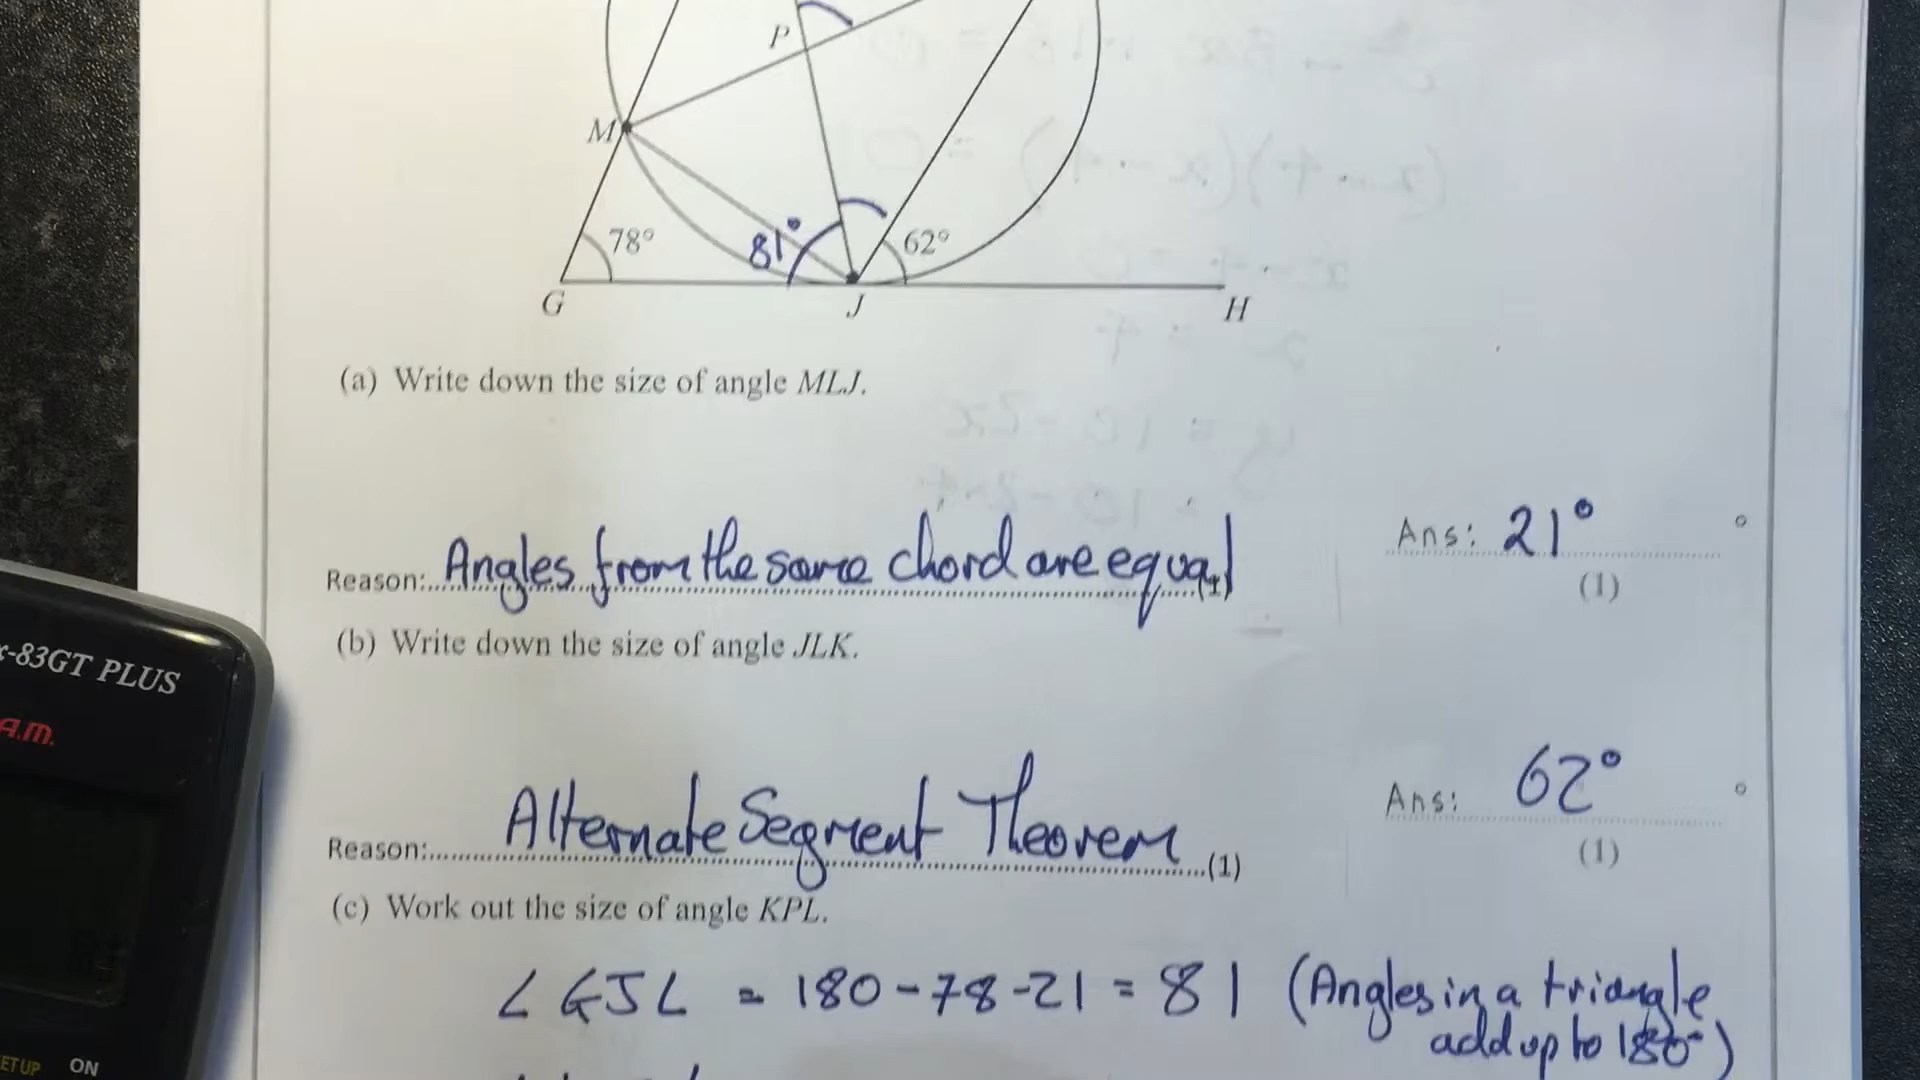 P
M
81°
78°
62°
G
J
H
(a) Write down the size of angle MLJ.
Ans: 21° °
Reason: Angles from the same chord are equal (1)
(1)
(b) Write down the size of angle JLK.
-83GT PLUS
A.M.
Ans: 62° °
Reason: Alternate Segment Theorem (1)
(1)
(c) Work out the size of angle KPL.
∠GJL = 180-78-21 = 81 (Angles in a triangle
add up to 180°)
ETUP ON